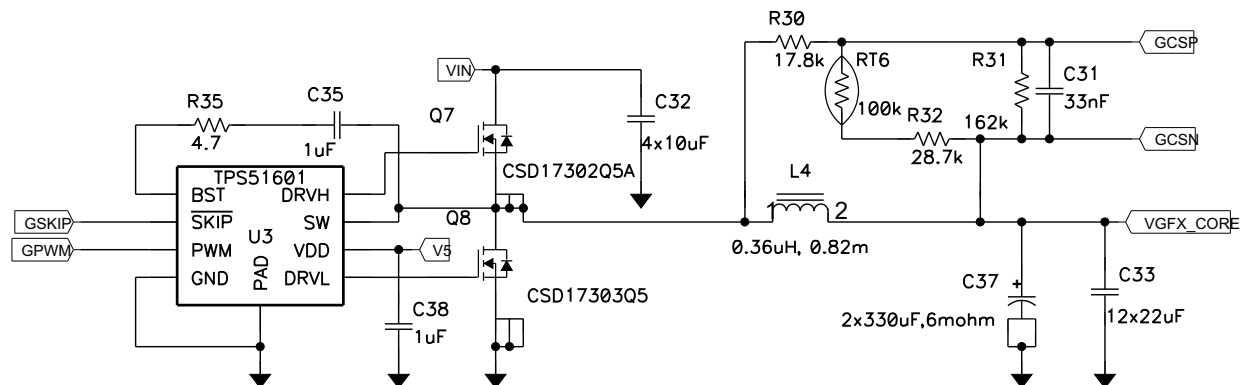 R30
17.8k
RT6
100k
R31
162k
C31
33nF
GCSP
R32
28.7k
GCSN
VIN
C32
4x10uF
Q7
CSD17302Q5A
R35
4.7
C35
1uF
TPS51601
BST
DRVH
SKIP
SW
PWM
U3
VDD
GND
PAD
DRVL
GSKIP
GPWM
V5
Q8
CSD17303Q5
C38
1uF
L4
1
2
0.36uH, 0.82m
VGFX_CORE
C37
+
2x330uF,6mohm
C33
12x22uF